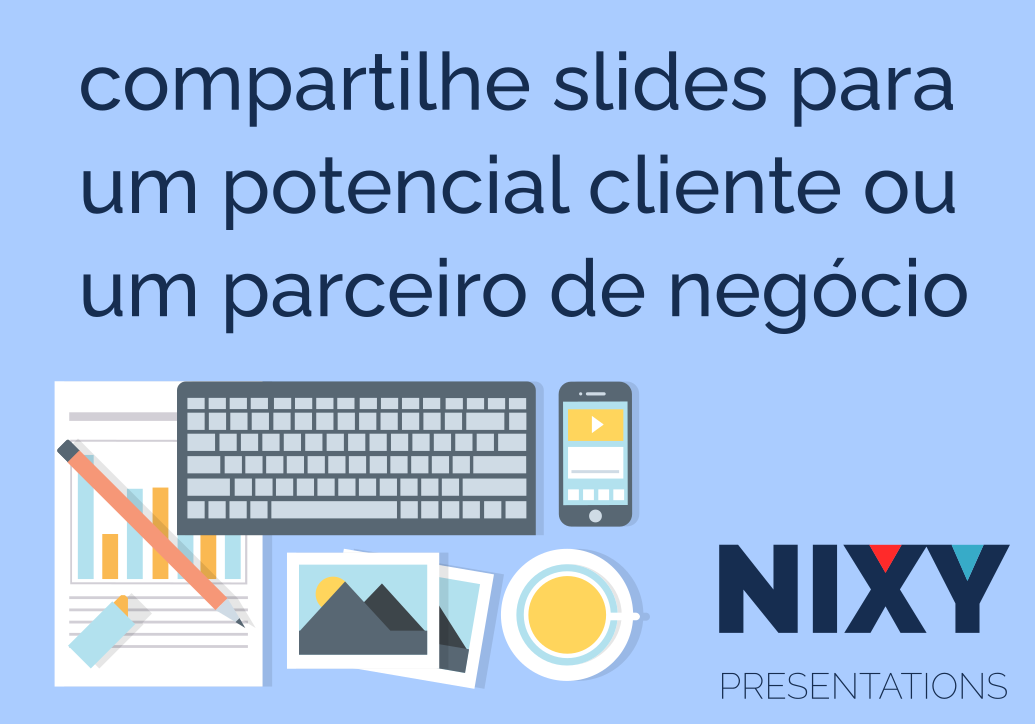 compartilhe slides para
um potencial cliente ou
um parceiro de negócio
NIXY
PRESENTATIONS